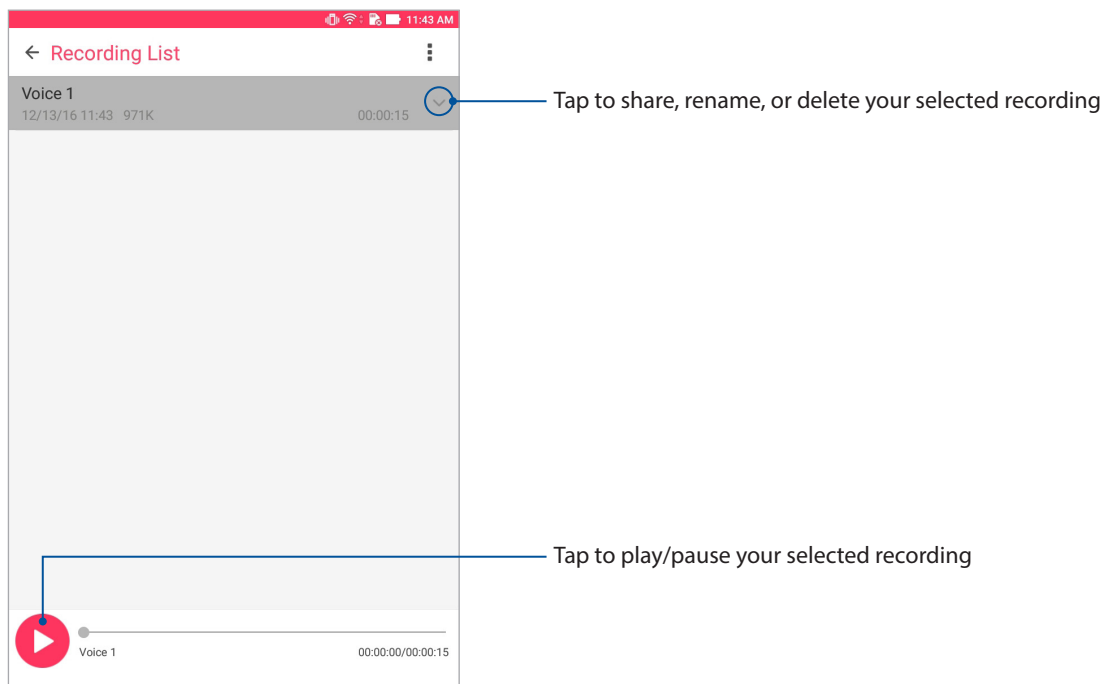 11:43 AM
Recording List
Voice 1
12/13/16 11:43 971K 00:00:15
Tap to share, rename, or delete your selected recording
Tap to play/pause your selected recording
Voice 1 00:00:00/00:00:15